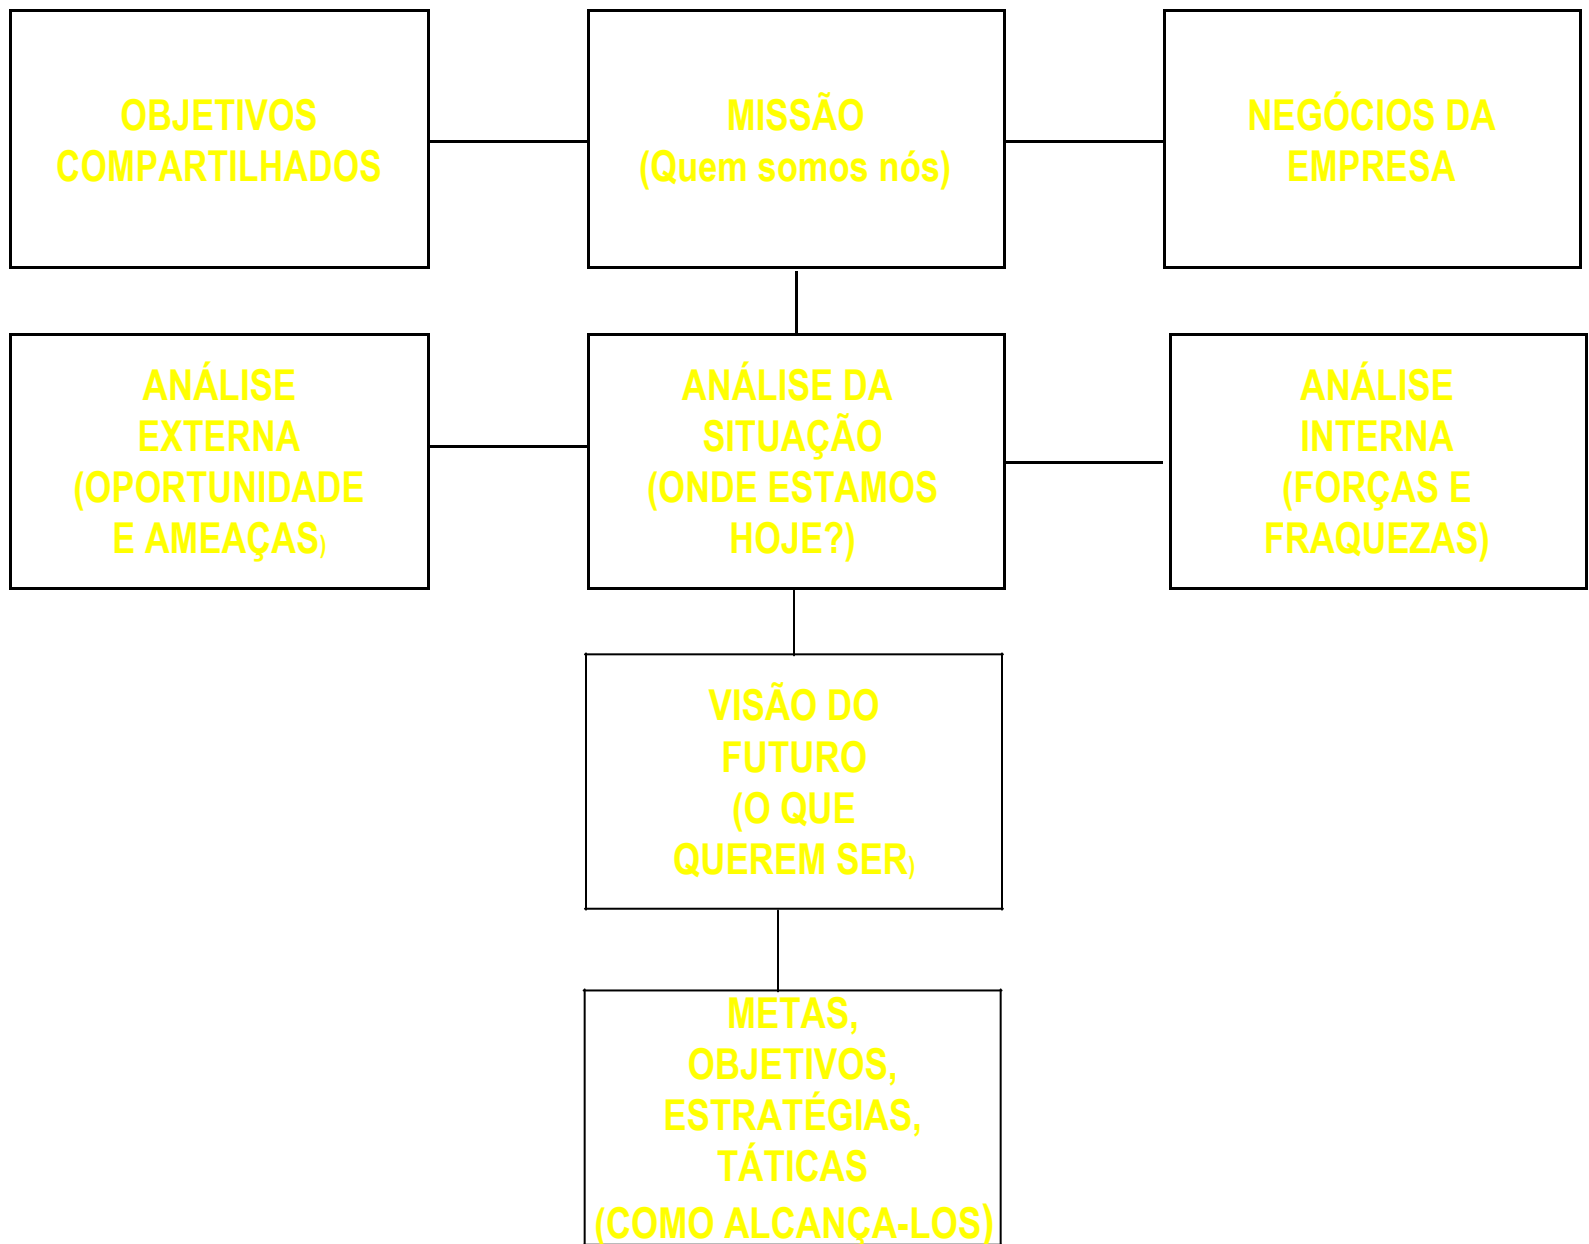 OBJETIVOS
COMPARTILHADOS
MISSÃO
(Quem somos nós)
NEGÓCIOS DA
EMPRESA
ANÁLISE
EXTERNA
(OPORTUNIDADE
E AMEAÇAS)
ANÁLISE DA
SITUAÇÃO
(ONDE ESTAMOS
HOJE?)
ANÁLISE
INTERNA
(FORÇAS E
FRAQUEZAS)
VISÃO DO
FUTURO
(O QUE
QUEREM SER)
METAS,
OBJETIVOS,
ESTRATÉGIAS,
TÁTICAS
(COMO ALCANÇA-LOS)